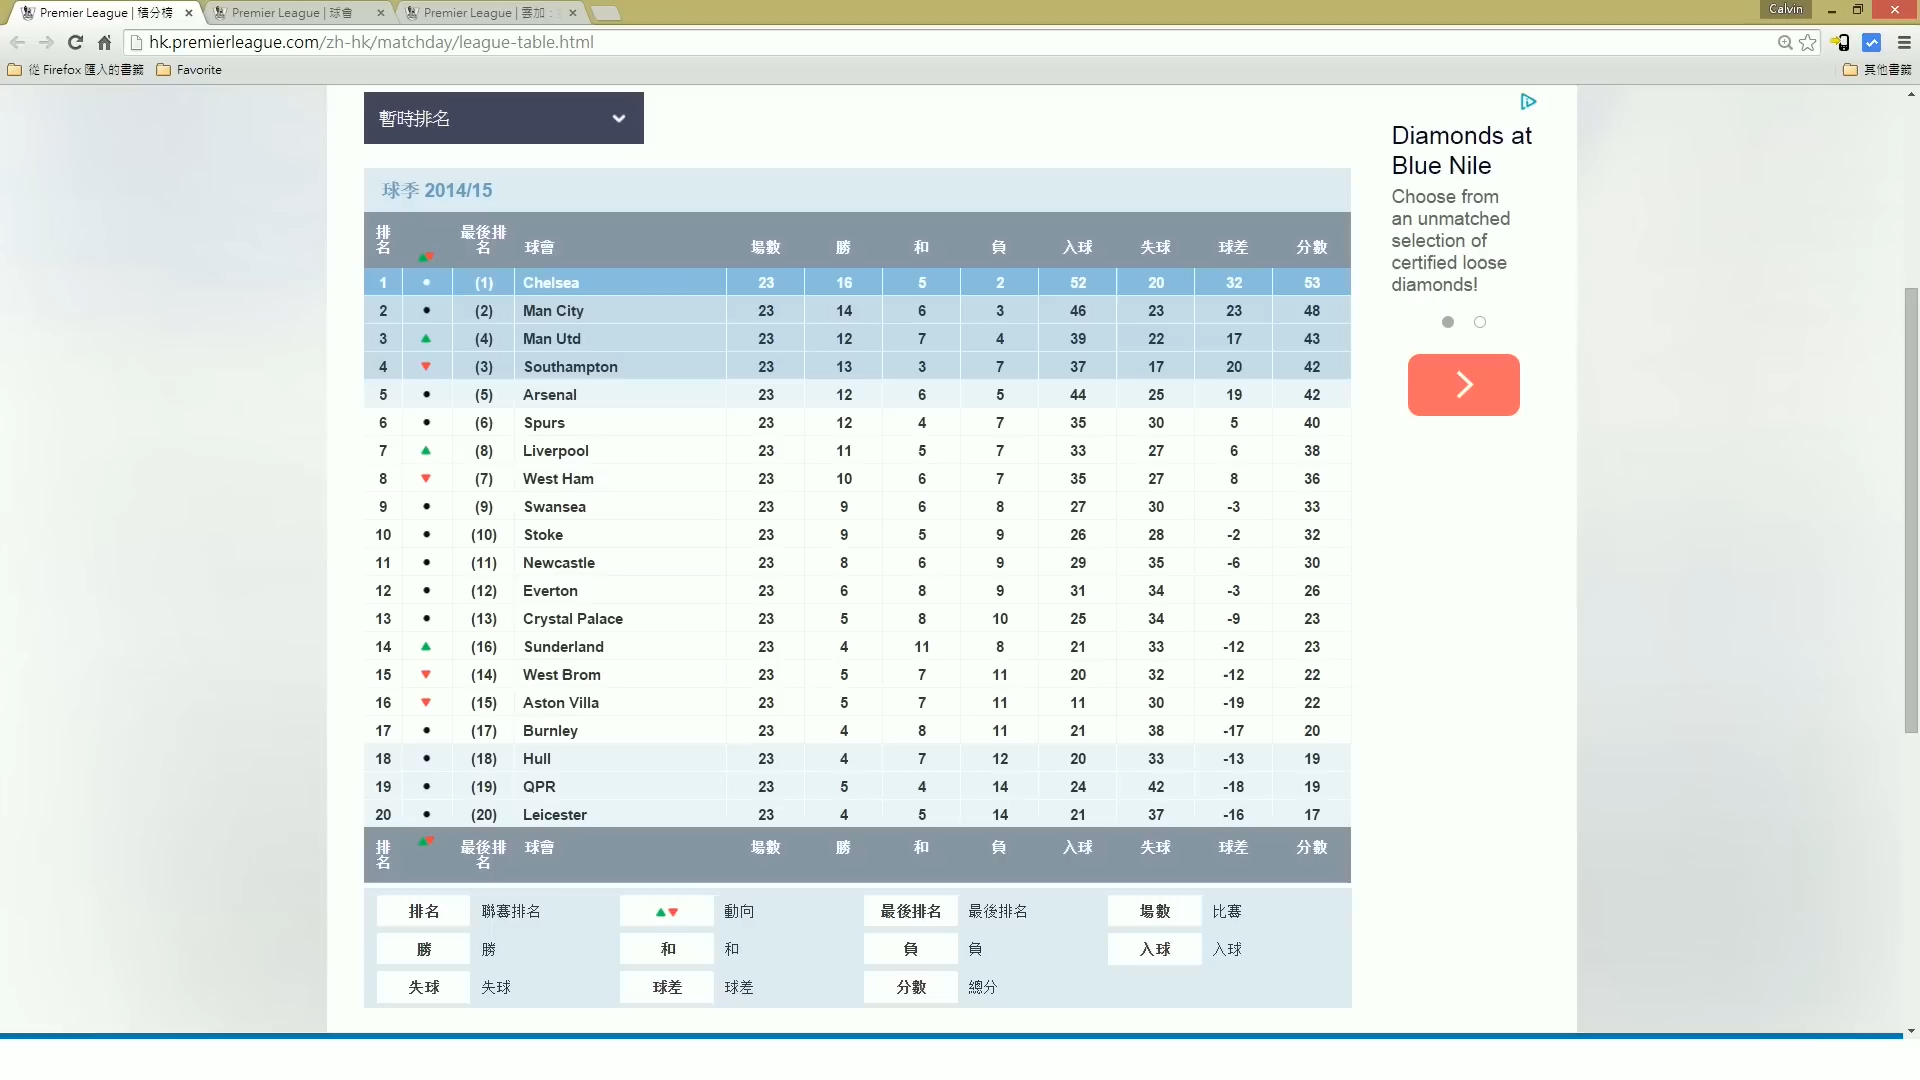 Premier League | 積分榜
Premier League | 球會
Premier League | 雲加 :
Calvin
hk.premierleague.com/zh-hk/matchday/league-table.html
從 Firefox 匯入的書籤
Favorite
其他書籤
暫時排名
球季 2014/15
排名 最後排名 球會 場數 勝 和 負 入球 失球 球差 分數
1 (1) Chelsea 23 16 5 2 52 20 32 53
2 (2) Man City 23 14 6 3 46 23 23 48
3 (4) Man Utd 23 12 7 4 39 22 17 43
4 (3) Southampton 23 13 3 7 37 17 20 42
5 (5) Arsenal 23 12 6 5 44 25 19 42
6 (6) Spurs 23 12 4 7 35 30 5 40
7 (8) Liverpool 23 11 5 7 33 27 6 38
8 (7) West Ham 23 10 6 7 35 27 8 36
9 (9) Swansea 23 9 6 8 27 30 -3 33
10 (10) Stoke 23 9 5 9 26 28 -2 32
11 (11) Newcastle 23 8 6 9 29 35 -6 30
12 (12) Everton 23 6 8 9 31 34 -3 26
13 (13) Crystal Palace 23 5 8 10 25 34 -9 23
14 (16) Sunderland 23 4 11 8 21 33 -12 23
15 (14) West Brom 23 5 7 11 20 32 -12 22
16 (15) Aston Villa 23 5 7 11 11 30 -19 22
17 (17) Burnley 23 4 8 11 21 38 -17 20
18 (18) Hull 23 4 7 12 20 33 -13 19
19 (19) QPR 23 5 4 14 24 42 -18 19
20 (20) Leicester 23 4 5 14 21 37 -16 17
排名 最後排名 球會 場數 勝 和 負 入球 失球 球差 分數
排名 聯賽排名 動向 最後排名 最後排名 場數 比賽
勝 勝 和 和 負 負 入球 入球
失球 失球 球差 球差 分數 總分
Diamonds at
Blue Nile
Choose from
an unmatched
selection of
certified loose
diamonds!